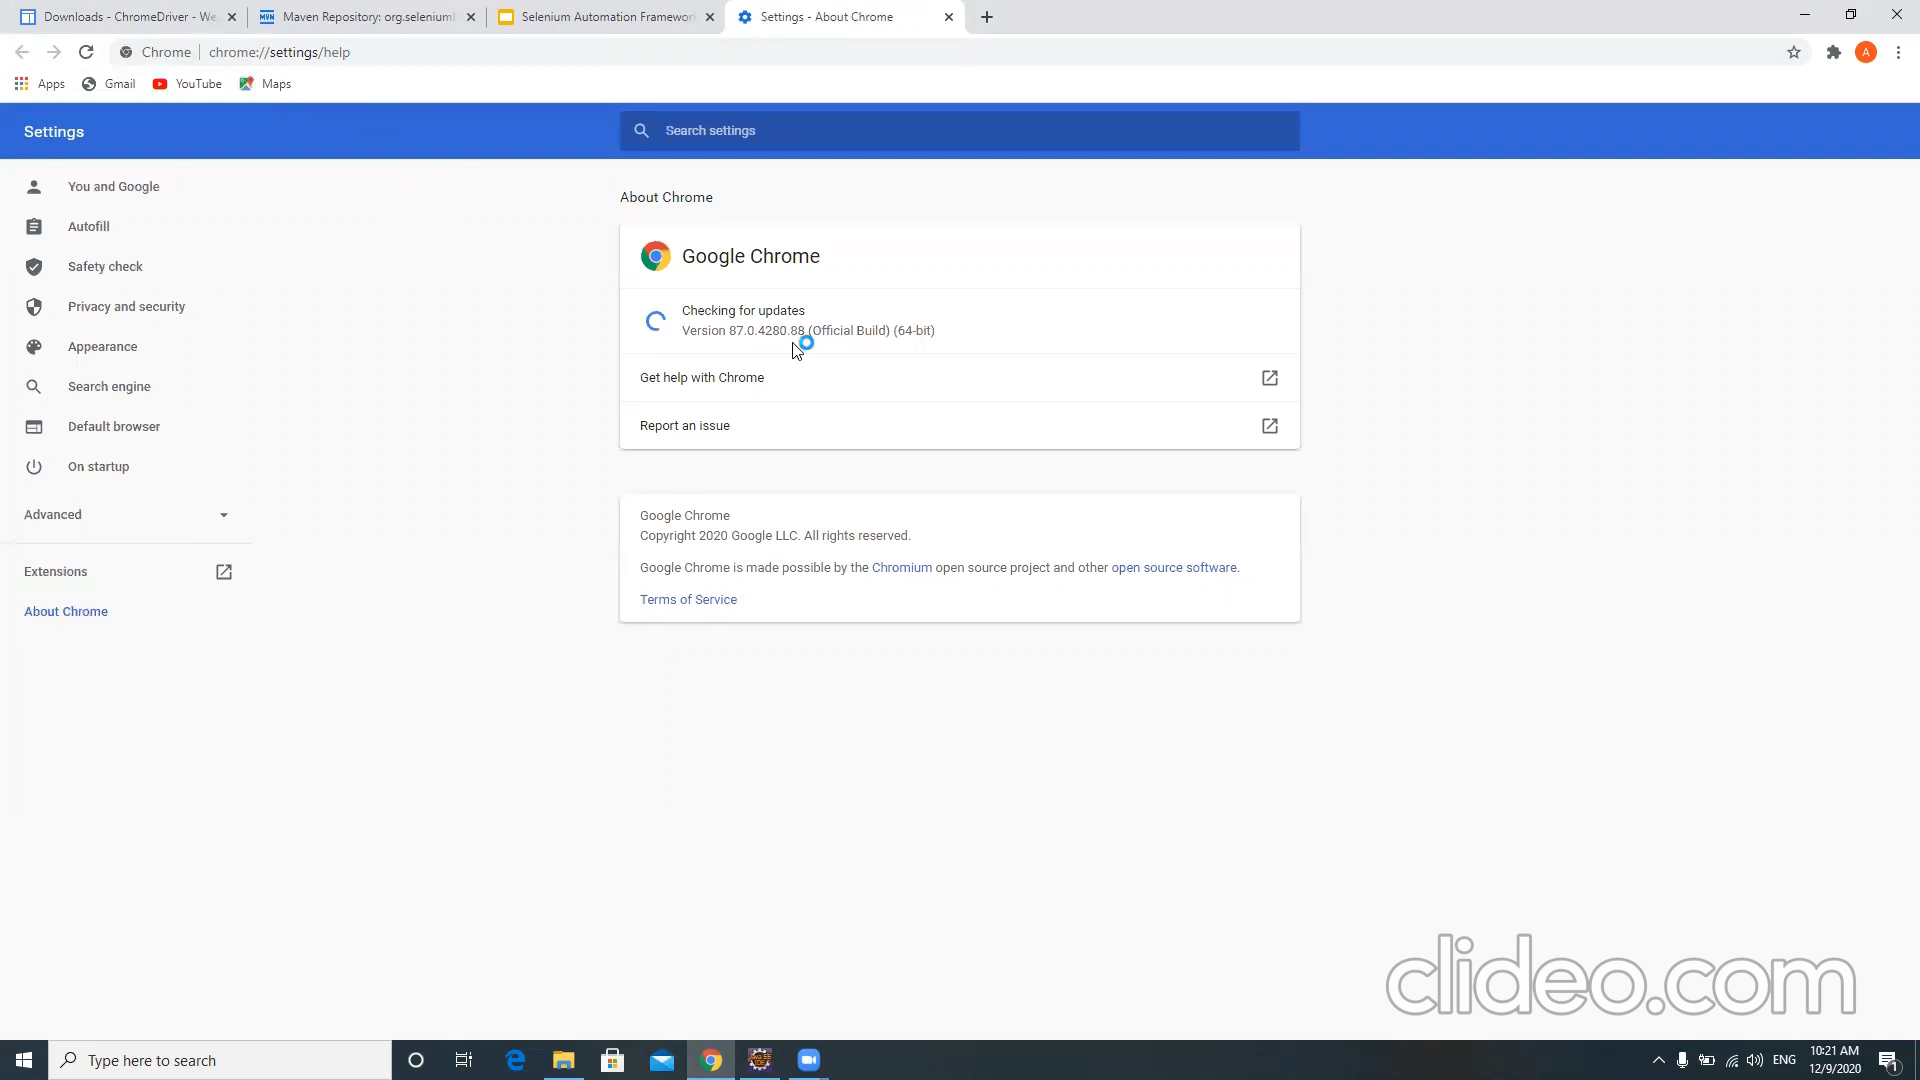 Downloads - ChromeDriver - We
Maven Repository: org.selenium
Selenium Automation Framework
Settings - About Chrome
Chrome
chrome://settings/help
A
Apps
Gmail
YouTube
Maps
Settings
Search settings
You and Google
Autofill
Safety check
Privacy and security
Appearance
Search engine
Default browser
On startup
Advanced
Extensions
About Chrome
About Chrome
Google Chrome
Checking for updates
Version 87.0.4280.88 (Official Build) (64-bit)
Get help with Chrome
Report an issue
Google Chrome
Copyright 2020 Google LLC. All rights reserved.
Google Chrome is made possible by the Chromium open source project and other open source software.
Terms of Service
clideo.com
Type here to search
ENG
10:21 AM
12/9/2020
1